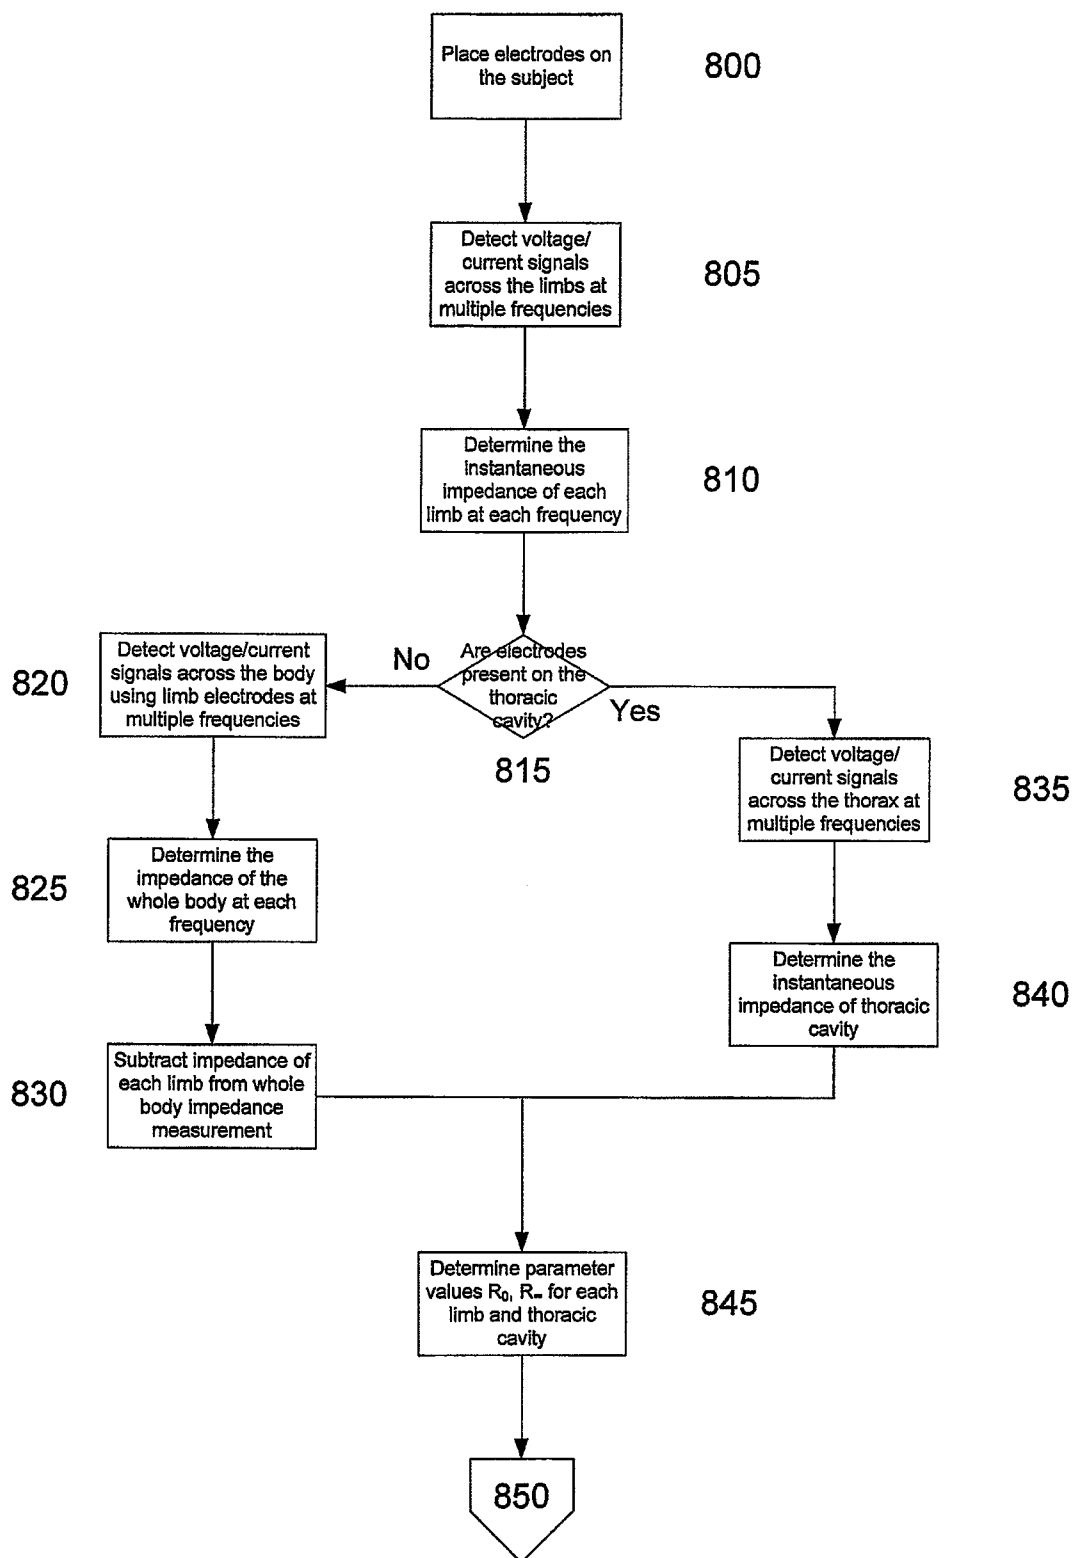 Place electrodes on
the subject
800
Detect voltage/
current signals
across the limbs at
multiple frequencies
805
Determine the
instantaneous
impedance of each
limb at each frequency
810
Are electrodes
present on the
thoracic
cavity?
815
No
Yes
Detect voltage/current
signals across the body
using limb electrodes at
multiple frequencies
820
Detect voltage/
current signals
across the thorax at
multiple frequencies
835
Determine the
impedance of the
whole body at each
frequency
825
Determine the
instantaneous
impedance of thoracic
cavity
840
Subtract impedance of
each limb from whole
body impedance
measurement
830
Determine parameter
values R₀, R∞ for each
limb and thoracic
cavity
845
850